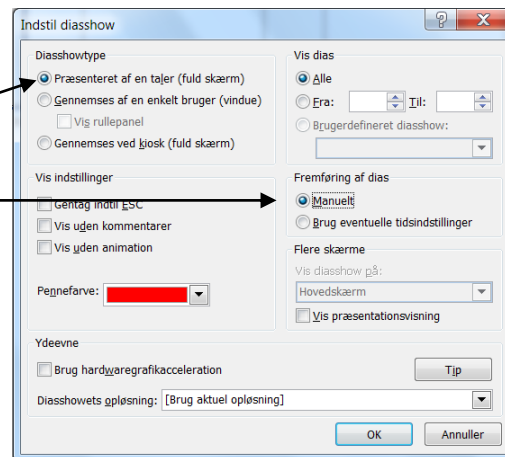 Indstil diasshow
Diasshowtype
Præsenteret af en taler (fuld skærm)
Gennemses af en enkelt bruger (vindue)
Vis rullepanel
Gennemses ved kiosk (fuld skærm)
Vis dias
Alle
Fra: Til:
Brugerdefineret diasshow:
Vis indstillinger
Gentag indtil ESC
Vis uden kommentarer
Vis uden animation
Pennefarve:
Fremføring af dias
Manuelt
Brug eventuelle tidsindstillinger
Flere skærme
Vis diasshow på:
Hovedskærm
Vis præsentationsvisning
Ydeevne
Brug hardwaregrafikacceleration
Tip
Diasshowets opløsning: [Brug aktuel opløsning]
OK Annuller